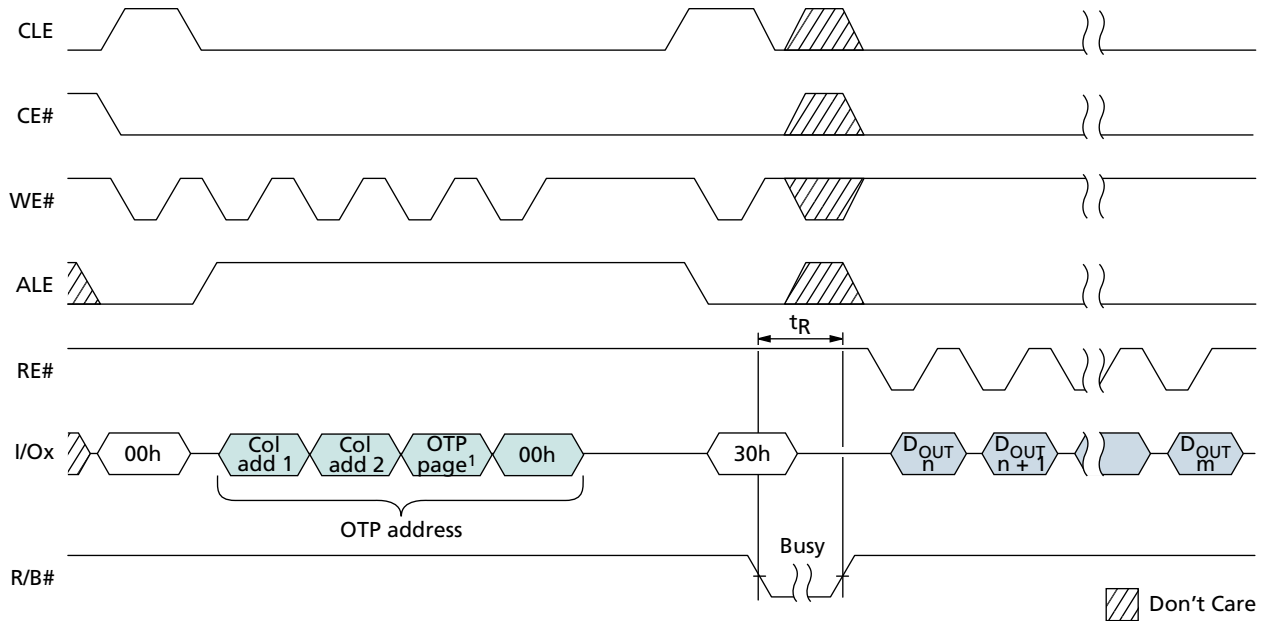 CLE
CE#
WE#
ALE
tR
RE#
I/Ox
00h
Col
add 1
Col
add 2
OTP
page1
00h
30h
DOUT
n
DOUT
n + 1
DOUT
m
OTP address
Busy
R/B#
Don't Care